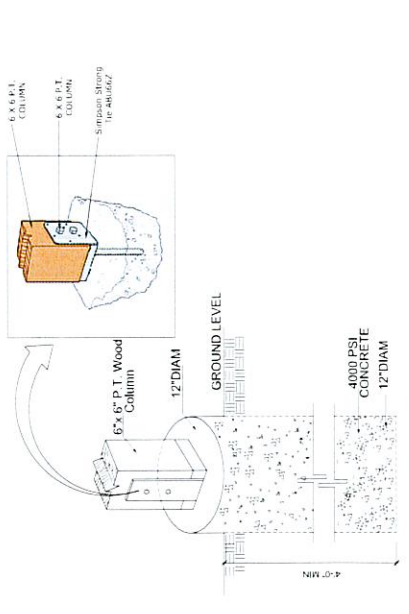 6 X 6 P.T.
COLUMN
6 X 6 P.T.
COLUMN
Simpson Strong
Tie ABU66Z
6"x 6" P.T. Wood
Column
12"DIAM
GROUND LEVEL
4000 PSI
CONCRETE
12"DIAM
4'-0" MIN